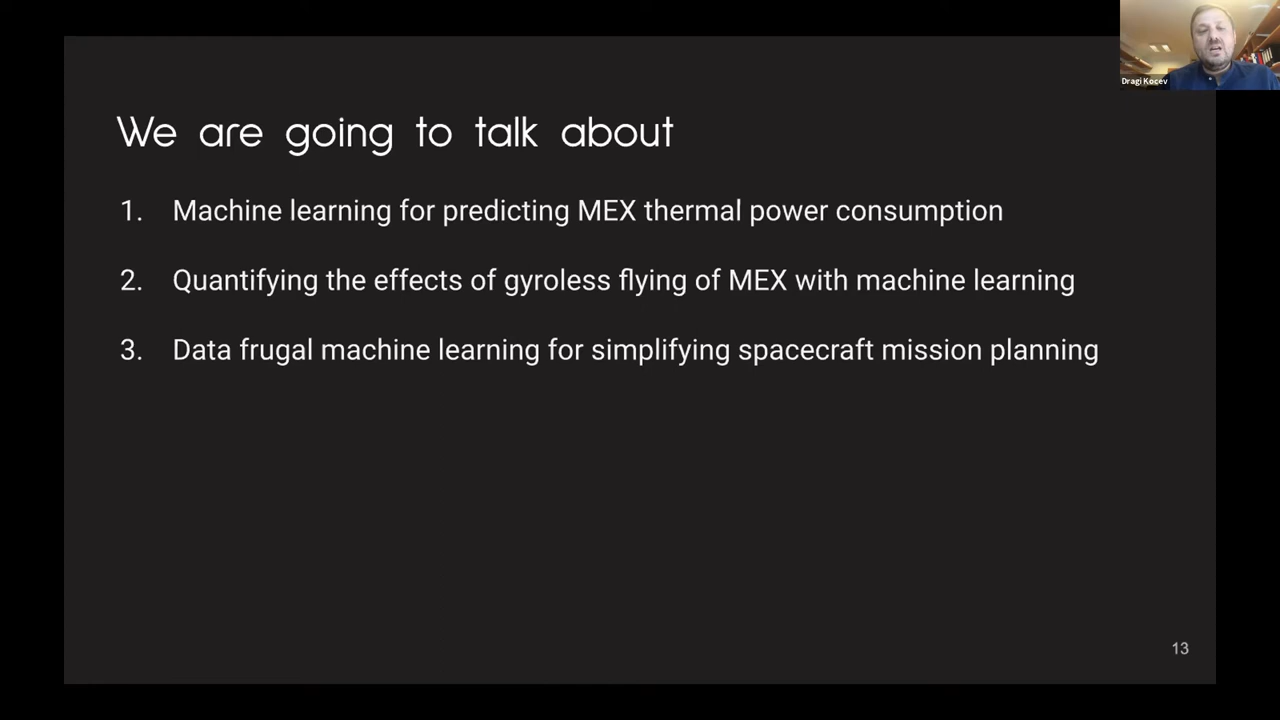 Dragi Kocev
We are going to talk about
1. Machine learning for predicting MEX thermal power consumption
2. Quantifying the effects of gyroless flying of MEX with machine learning
3. Data frugal machine learning for simplifying spacecraft mission planning
13